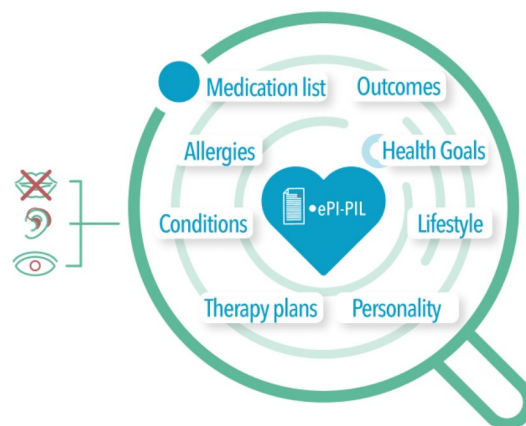 Medication list
Outcomes
Allergies
Health Goals
•ePI-PIL
Conditions
Lifestyle
Therapy plans
Personality